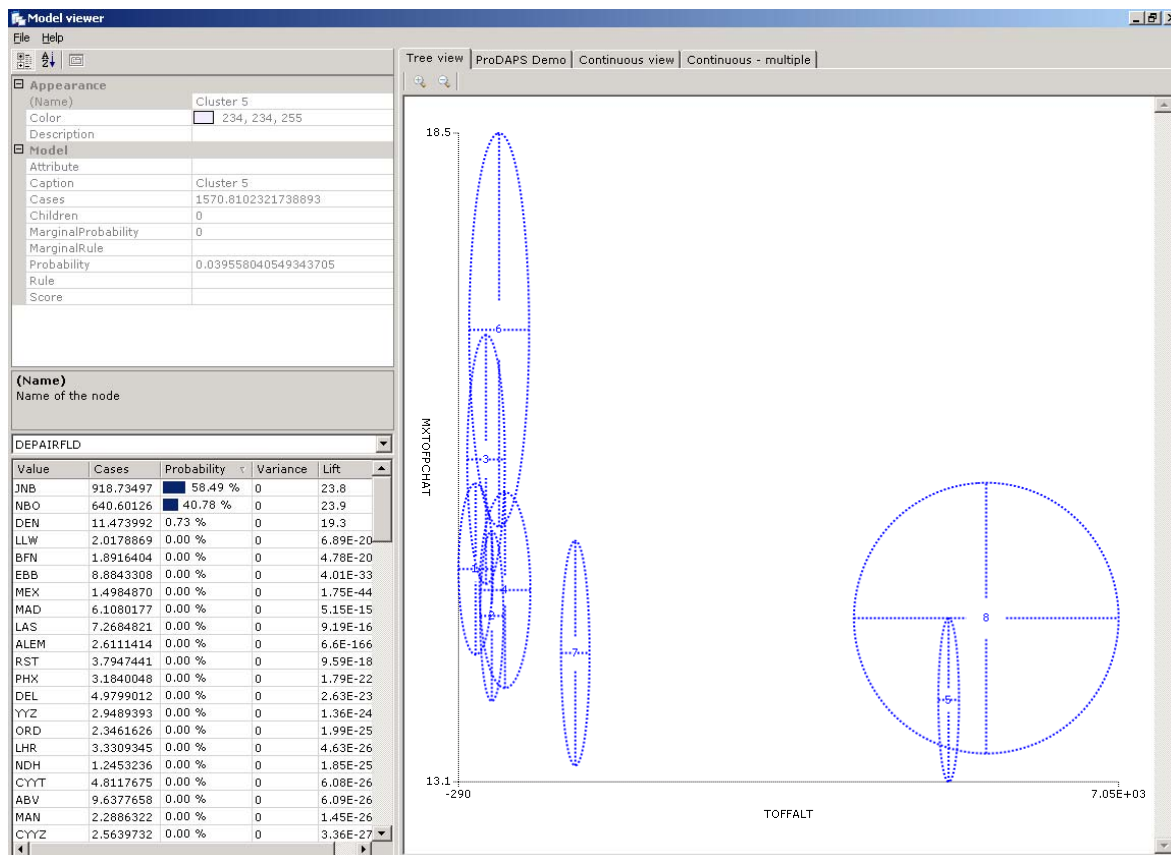 Model viewer
File Help
Appearance
(Name) Cluster 5
Color 234, 234, 255
Description
Model
Attribute
Caption Cluster 5
Cases 1570.8102321738893
Children 0
MarginalProbability 0
MarginalRule
Probability 0.039558040549343705
Rule
Score
(Name)
Name of the node
DEPAIRFLD
Value Cases Probability Variance Lift
JNB 918.73497 58.49 % 0 23.8
NBO 640.60126 40.78 % 0 23.9
DEN 11.473992 0.73 % 0 19.3
LLW 2.0178869 0.00 % 0 6.89E-20
BFN 1.8916404 0.00 % 0 4.78E-20
EBB 8.8843308 0.00 % 0 4.01E-33
MEX 1.4984870 0.00 % 0 1.75E-44
MAD 6.1080177 0.00 % 0 5.15E-15
LAS 7.2684821 0.00 % 0 9.19E-16
ALEM 2.6111414 0.00 % 0 6.6E-166
RST 3.7947441 0.00 % 0 9.59E-18
PHX 3.1840048 0.00 % 0 1.79E-22
DEL 4.9799012 0.00 % 0 2.63E-23
YYZ 2.9489393 0.00 % 0 1.36E-24
ORD 2.3461626 0.00 % 0 1.99E-25
LHR 3.3309345 0.00 % 0 4.63E-26
NDH 1.2453236 0.00 % 0 1.85E-25
CYYT 4.8117675 0.00 % 0 6.08E-26
ABV 9.6377658 0.00 % 0 6.09E-26
MAN 2.2886322 0.00 % 0 1.45E-26
CYYZ 2.5639732 0.00 % 0 3.36E-27
Tree view ProDAPS Demo Continuous view Continuous - multiple
18.5
6
MXTOFPCHAT
3
8
7
5
13.1
-290 7.05E+03
TOFFALT